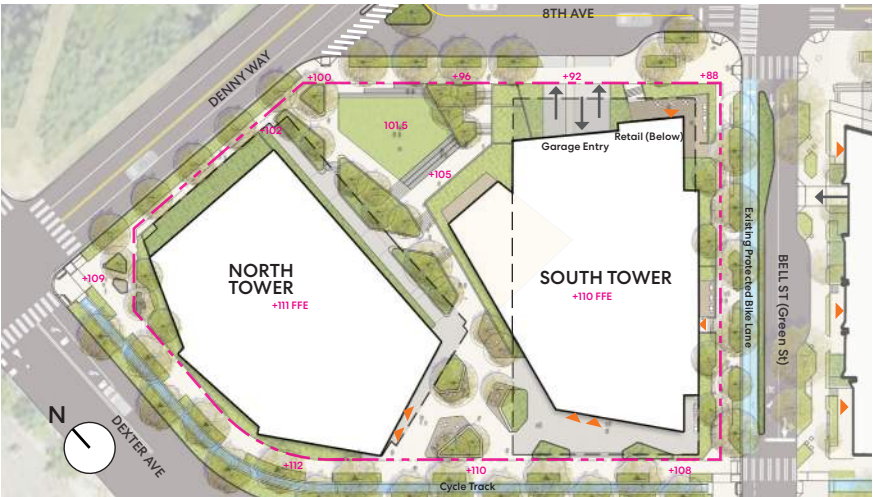 8TH AVE
DENNY WAY
+100
+96
+92
+88
+102
101.5
Garage Entry
Retail (Below)
+105
+109
NORTH
TOWER
+111 FFE
SOUTH TOWER
+110 FFE
Existing Protected Bike Lane
BELL ST (Green St)
N
DEXTER AVE
+112
+110
+108
Cycle Track